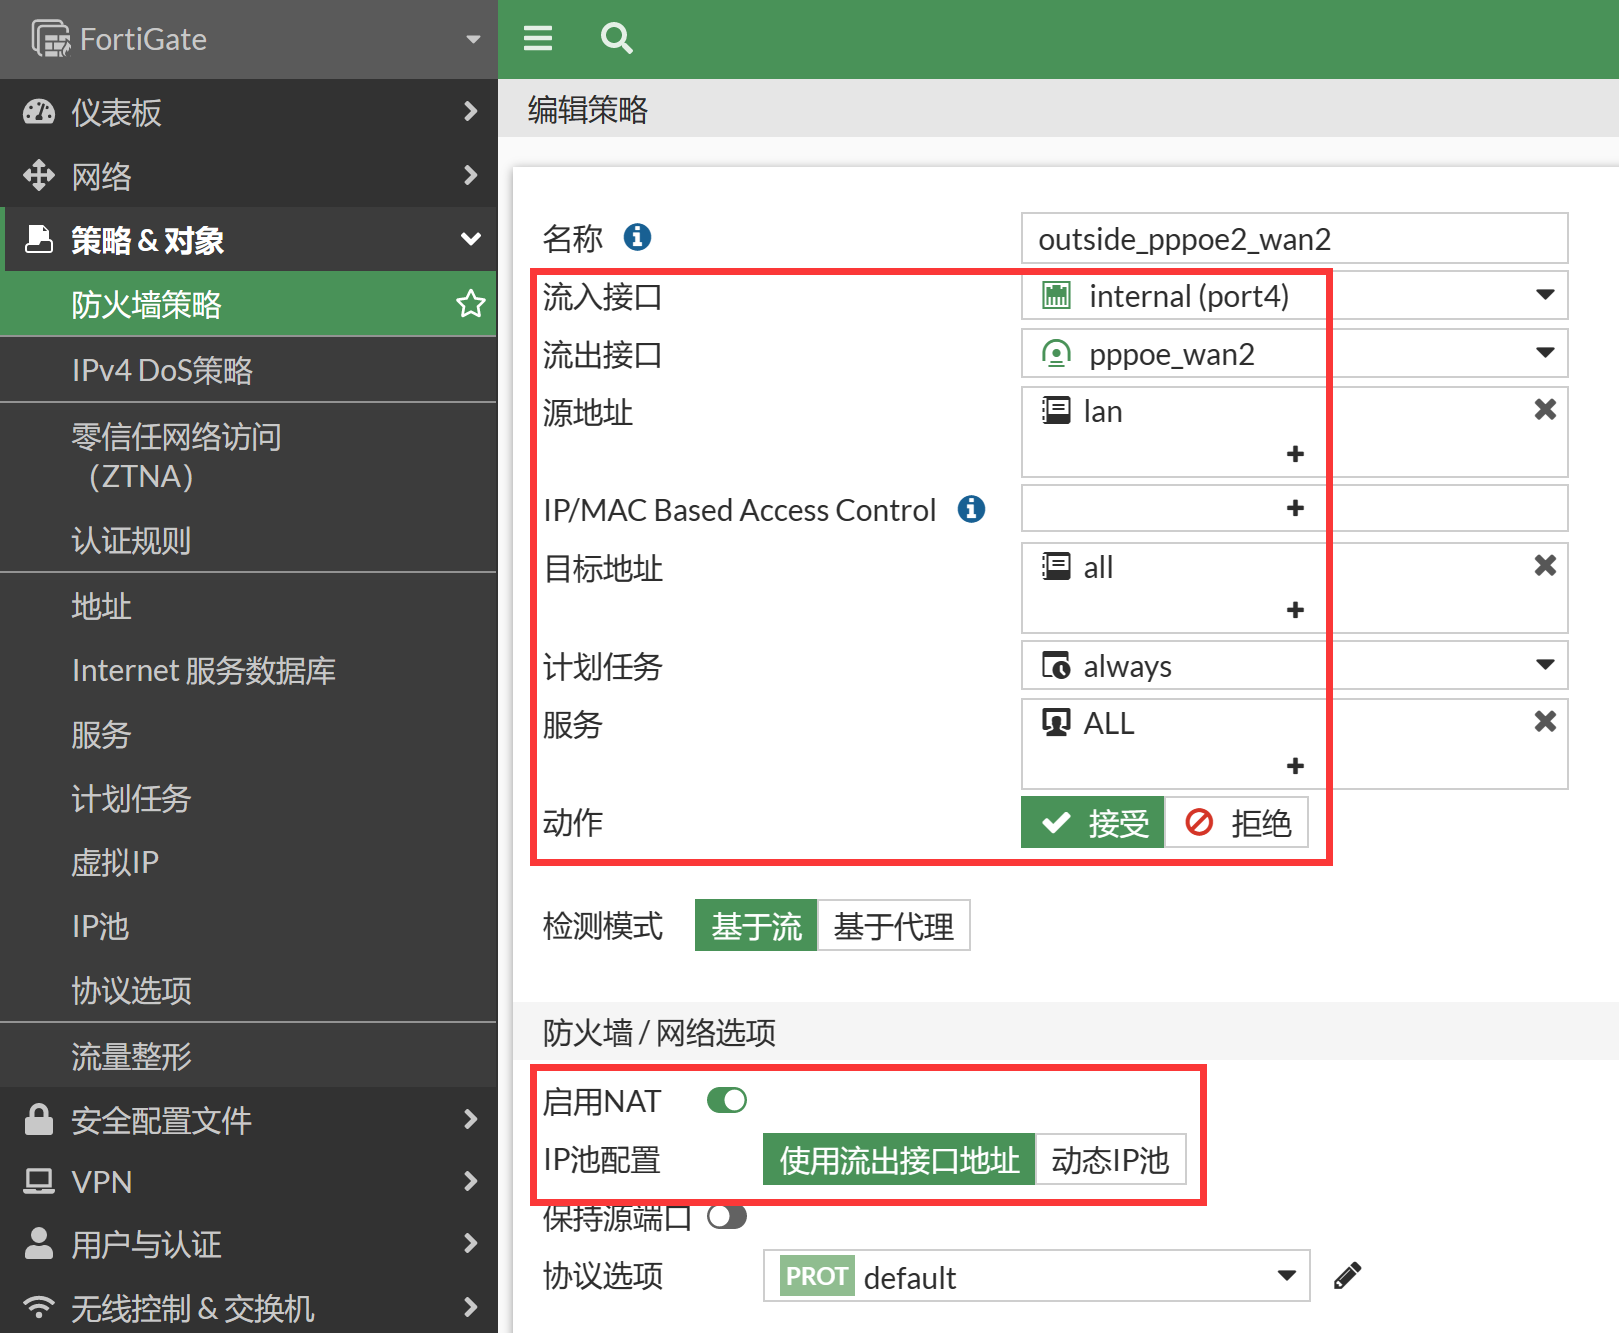 FortiGate
仪表板
网络
策略 & 对象
防火墙策略
IPv4 DoS策略
零信任网络访问
（ZTNA）
认证规则
地址
Internet 服务数据库
服务
计划任务
虚拟IP
IP池
协议选项
流量整形
安全配置文件
VPN
用户与认证
无线控制 & 交换机
编辑策略
名称 outside_pppoe2_wan2
流入接口 internal (port4)
流出接口 pppoe_wan2
源地址 lan
IP/MAC Based Access Control
目标地址 all
计划任务 always
服务 ALL
动作 接受 拒绝
检测模式 基于流 基于代理
防火墙 / 网络选项
启用NAT
IP池配置 使用流出接口地址 动态IP池
保持源端口
协议选项 PROT default